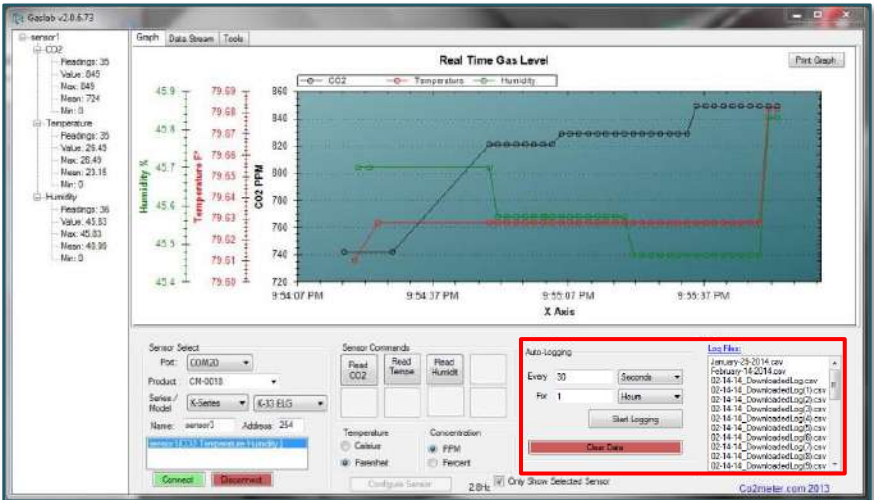 Gaslab v2.0.6.73
sensor1
CO2
Readings: 35
Value: 849
Max: 849
Mean: 724
Min: 0
Temperature
Readings: 35
Value: 26.49
Max: 26.49
Mean: 23.16
Min: 0
Humidity
Readings: 36
Value: 45.83
Max: 45.83
Mean: 40.99
Min: 0
Graph Data Stream Tools
Real Time Gas Level
Print Graph
CO2 Temperature Humidity
45.9 79.69 860
79.68 840
45.8 79.67
820
79.66
45.7 79.65 800
79.64 780
45.6 79.63 760
79.62
45.5 79.61 740
45.4 79.60 720
Humidity %
Temperature F°
CO2 PPM
9:54:07 PM 9:54:37 PM 9:55:07 PM 9:55:37 PM
X Axis
Sensor Select
Port: COM20
Product CM-0018
Series / Model K-Series K-33 ELG
Name: sensor3 Address: 254
Connect Disconnect
Sensor Commands
Read CO2
Read Tempe
Read Humidit
Temperature
Celsius
Farenheit
Concentration
PPM
Percent
Configure Sensor
2.8Hz Only Show Selected Sensor
Auto-Logging
Every 30 Seconds
For 1 Hours
Start Logging
Clear Data
Log Files:
January-29-2014.csv
February-14-2014.csv
02-14-14_DownloadedLog.csv
02-14-14_DownloadedLog(1).csv
02-14-14_DownloadedLog(2).csv
02-14-14_DownloadedLog(3).csv
02-14-14_DownloadedLog(4).csv
02-14-14_DownloadedLog(5).csv
02-14-14_DownloadedLog(6).csv
02-14-14_DownloadedLog(7).csv
02-14-14_DownloadedLog(8).csv
02-14-14_DownloadedLog(9).csv
Co2meter.com 2013